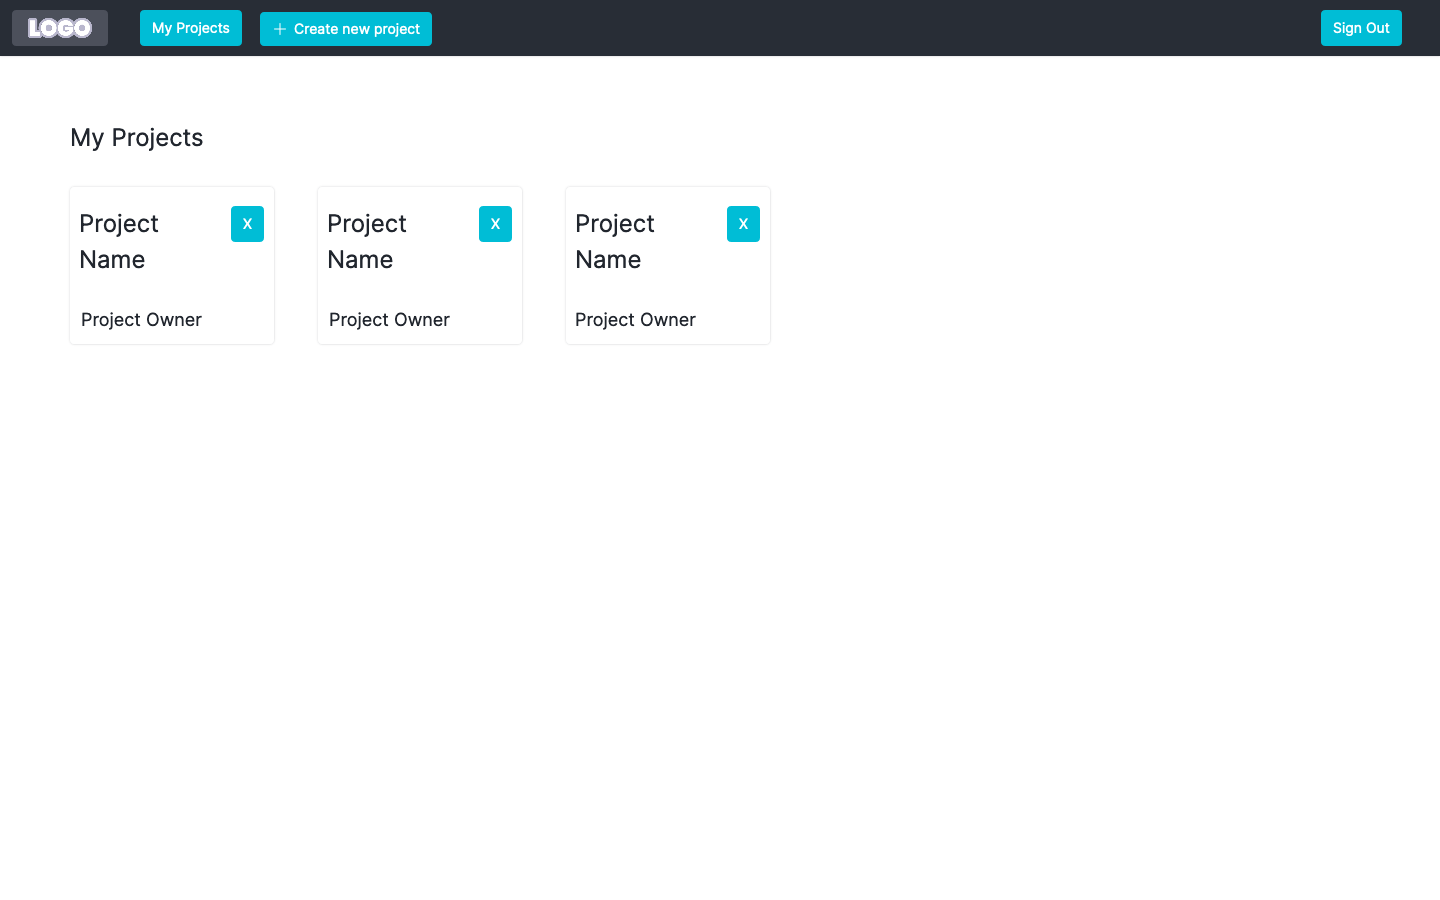 LOGO My Projects + Create new project Sign Out
My Projects
Project X Project X Project X
Name Name Name
Project Owner Project Owner Project Owner